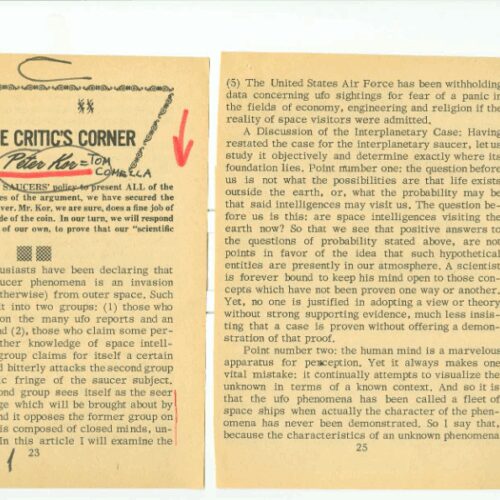 E CRITIC'S CORNER
Peter Kor = TOM
COMELLA
SAUCERS' policy to present ALL of the
es of the argument, we have secured the
ver. Mr. Kor, we are sure, does a fine job of
de of the coin. In our turn, we will respond
of our own, to prove that our "scientific
usiasts have been declaring that
ucer phenomena is an invasion
otherwise) from outer space. Such
it into two groups: (1) those who
on the many ufo reports and an
nd (2), those who claim some per-
ther knowledge of space intell-
group claims for itself a certain
d bitterly attacks the second group
ic fringe of the saucer subject,
ond group sees itself as the seer
ge which will be brought about by
d it opposes the former group on
is composed of closed minds, un-
In this article I will examine the
23
(5) The United States Air Force has been withholding
data concerning ufo sightings for fear of a panic in
the fields of economy, engineering and religion if the
reality of space visitors were admitted.
A Discussion of the Interplanetary Case: Having
restated the case for the interplanetary saucer, let us
study it objectively and determine exactly where its
foundation lies. Point number one: the question before
us is not what the possibilities are that life exists
outside the earth, or, what the probability may be
that said intelligences may visit us. The question be-
fore us is this: are space intelligences visiting the
earth now? So that we see that positive answers to
the questions of probability stated above, are not
points in favor of the idea that such hypothetical
entities are presently in our atmosphere. A scientist
is forever bound to keep his mind open to those con-
cepts which have not been proven one way or another.
Yet, no one is justified in adopting a view or theory
without strong supporting evidence, much less insis-
ting that a case is proven without offering a demon-
stration of that proof.
Point number two: the human mind is a marvelous
apparatus for perception. Yet it always makes one
vital mistake: it continually attempts to visualize the
unknown in terms of a known context. And so it is
that the ufo phenomena has been called a fleet of
space ships when actually the character of the phen-
omena has never been demonstrated. So I say that,
because the characteristics of an unknown phenomena
25